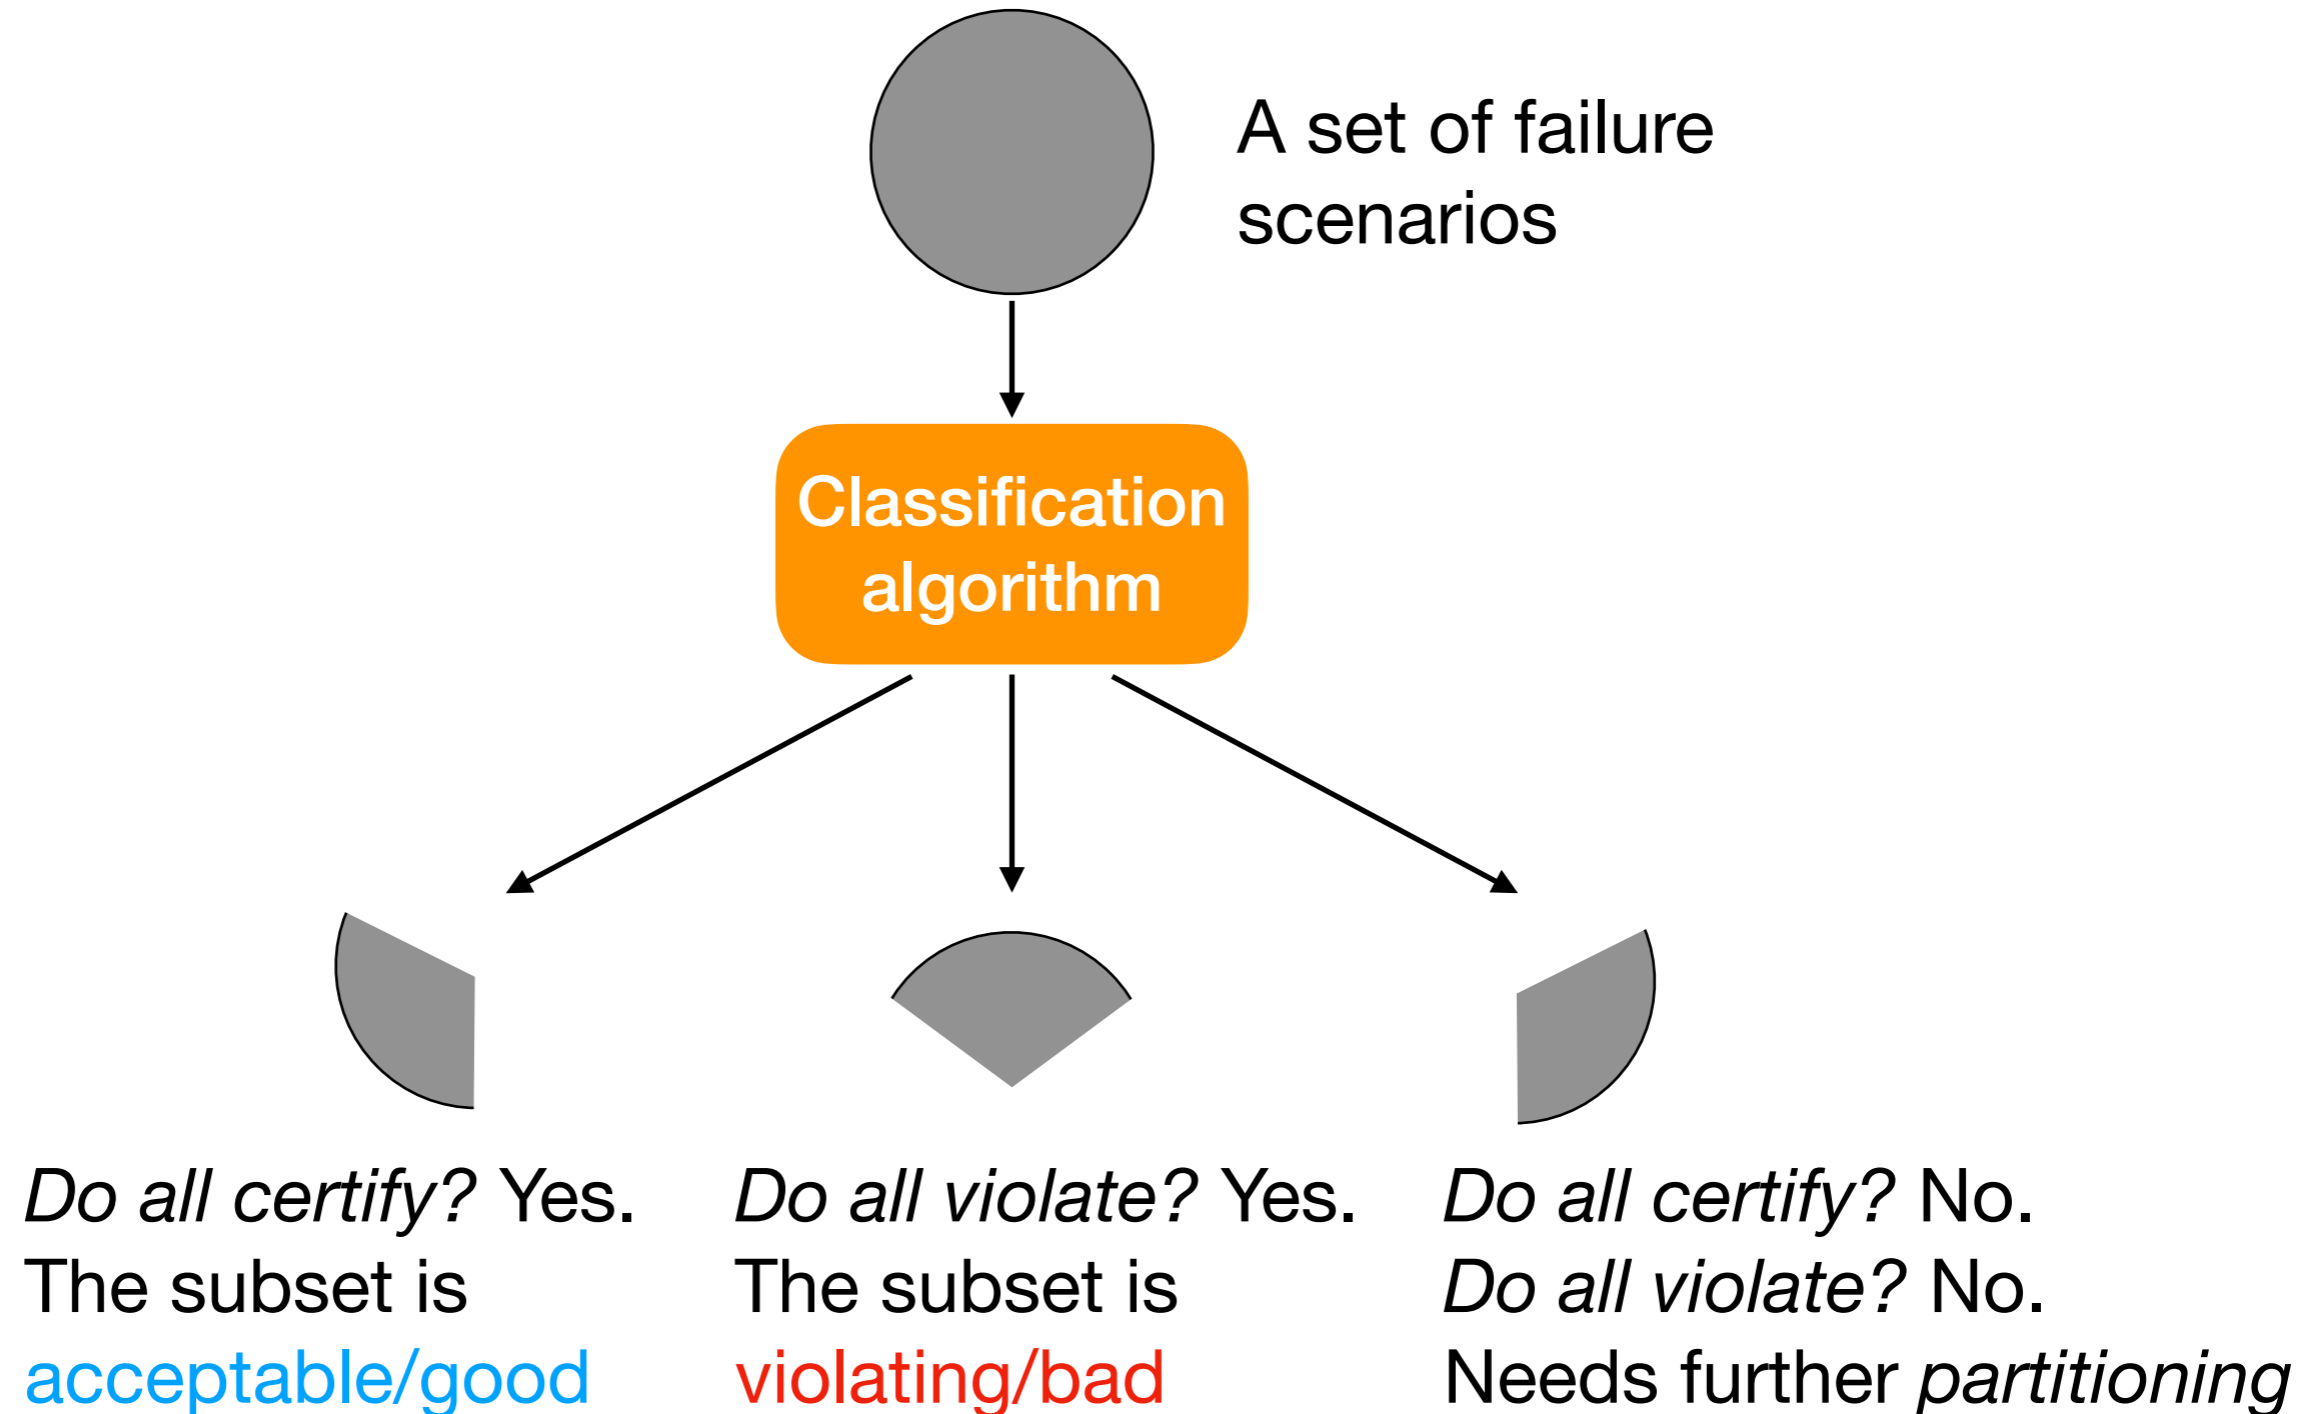 A set of failure
scenarios
Classification
algorithm
Do all certify? Yes.
The subset is
acceptable/good
Do all violate? Yes.
The subset is
violating/bad
Do all certify? No.
Do all violate? No.
Needs further partitioning